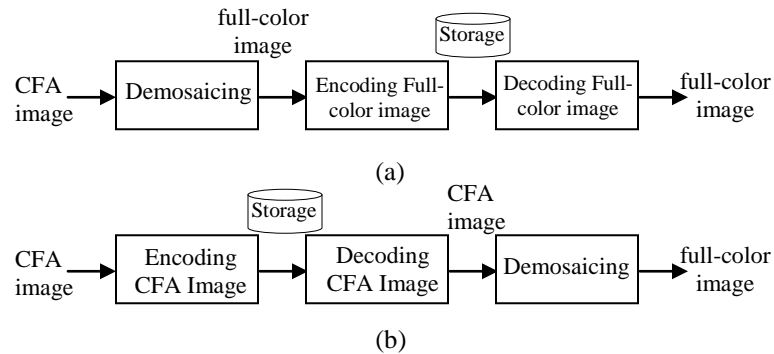 full-color
image
Storage
CFA
image
Demosaicing
Encoding Full-
color image
Decoding Full-
color image
full-color
image
(a)
Storage
CFA
image
CFA
image
Encoding
CFA Image
Decoding
CFA Image
Demosaicing
full-color
image
(b)